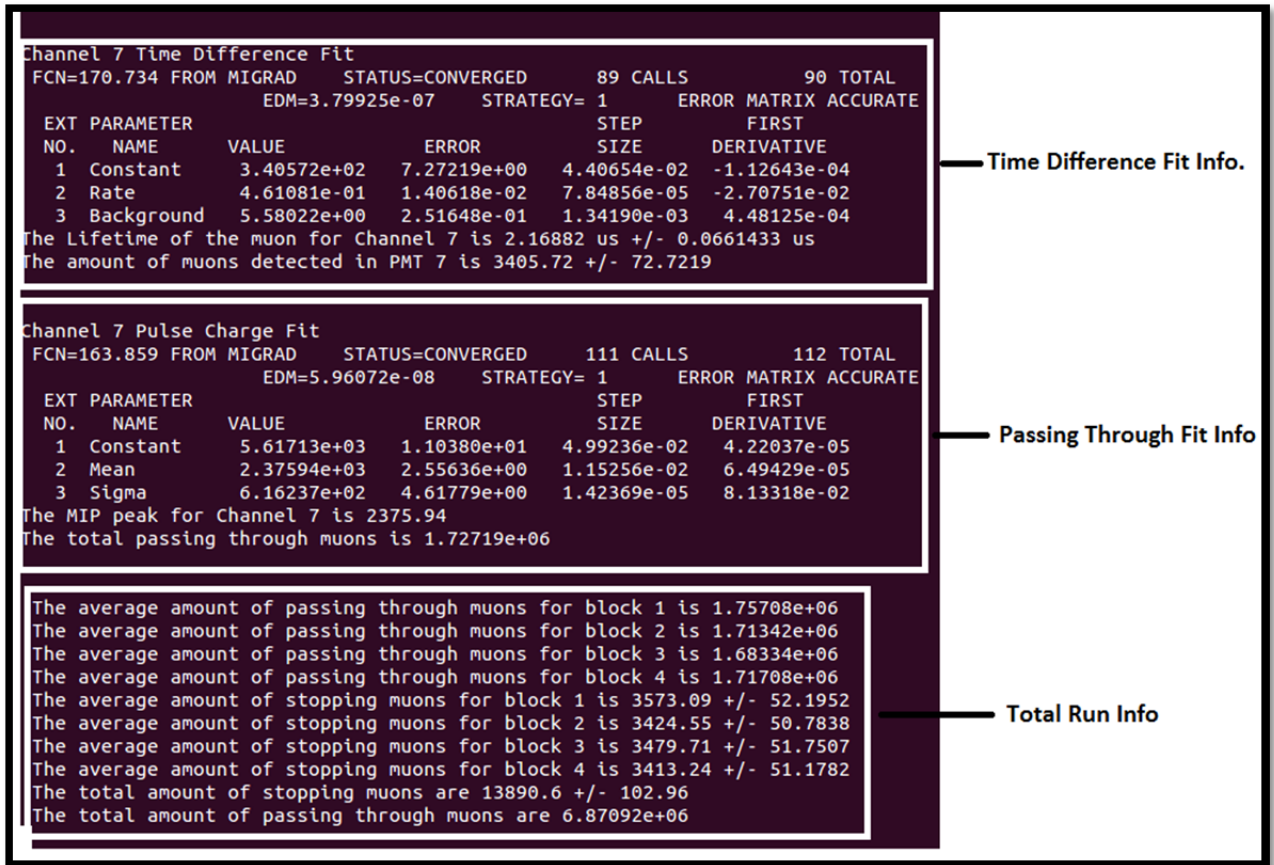 Channel 7 Time Difference Fit
FCN=170.734 FROM MIGRAD STATUS=CONVERGED 89 CALLS 90 TOTAL
EDM=3.79925e-07 STRATEGY= 1 ERROR MATRIX ACCURATE
EXT PARAMETER STEP FIRST
NO. NAME VALUE ERROR SIZE DERIVATIVE
1 Constant 3.40572e+02 7.27219e+00 4.40654e-02 -1.12643e-04
2 Rate 4.61081e-01 1.40618e-02 7.84856e-05 -2.70751e-02
3 Background 5.58022e+00 2.51648e-01 1.34190e-03 4.48125e-04
The Lifetime of the muon for Channel 7 is 2.16882 us +/- 0.0661433 us
The amount of muons detected in PMT 7 is 3405.72 +/- 72.7219
Time Difference Fit Info.
Channel 7 Pulse Charge Fit
FCN=163.859 FROM MIGRAD STATUS=CONVERGED 111 CALLS 112 TOTAL
EDM=5.96072e-08 STRATEGY= 1 ERROR MATRIX ACCURATE
EXT PARAMETER STEP FIRST
NO. NAME VALUE ERROR SIZE DERIVATIVE
1 Constant 5.61713e+03 1.10380e+01 4.99236e-02 4.22037e-05
2 Mean 2.37594e+03 2.55636e+00 1.15256e-02 6.49429e-05
3 Sigma 6.16237e+02 4.61779e+00 1.42369e-05 8.13318e-02
The MIP peak for Channel 7 is 2375.94
The total passing through muons is 1.72719e+06
Passing Through Fit Info
The average amount of passing through muons for block 1 is 1.75708e+06
The average amount of passing through muons for block 2 is 1.71342e+06
The average amount of passing through muons for block 3 is 1.68334e+06
The average amount of passing through muons for block 4 is 1.71708e+06
The average amount of stopping muons for block 1 is 3573.09 +/- 52.1952
The average amount of stopping muons for block 2 is 3424.55 +/- 50.7838
The average amount of stopping muons for block 3 is 3479.71 +/- 51.7507
The average amount of stopping muons for block 4 is 3413.24 +/- 51.1782
The total amount of stopping muons are 13890.6 +/- 102.96
The total amount of passing through muons are 6.87092e+06
Total Run Info